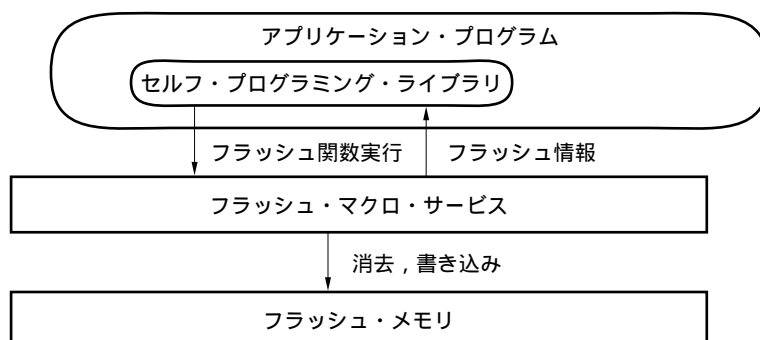 アプリケーション・プログラム
セルフ・プログラミング・ライブラリ
フラッシュ関数実行
フラッシュ情報
フラッシュ・マクロ・サービス
消去，書き込み
フラッシュ・メモリ